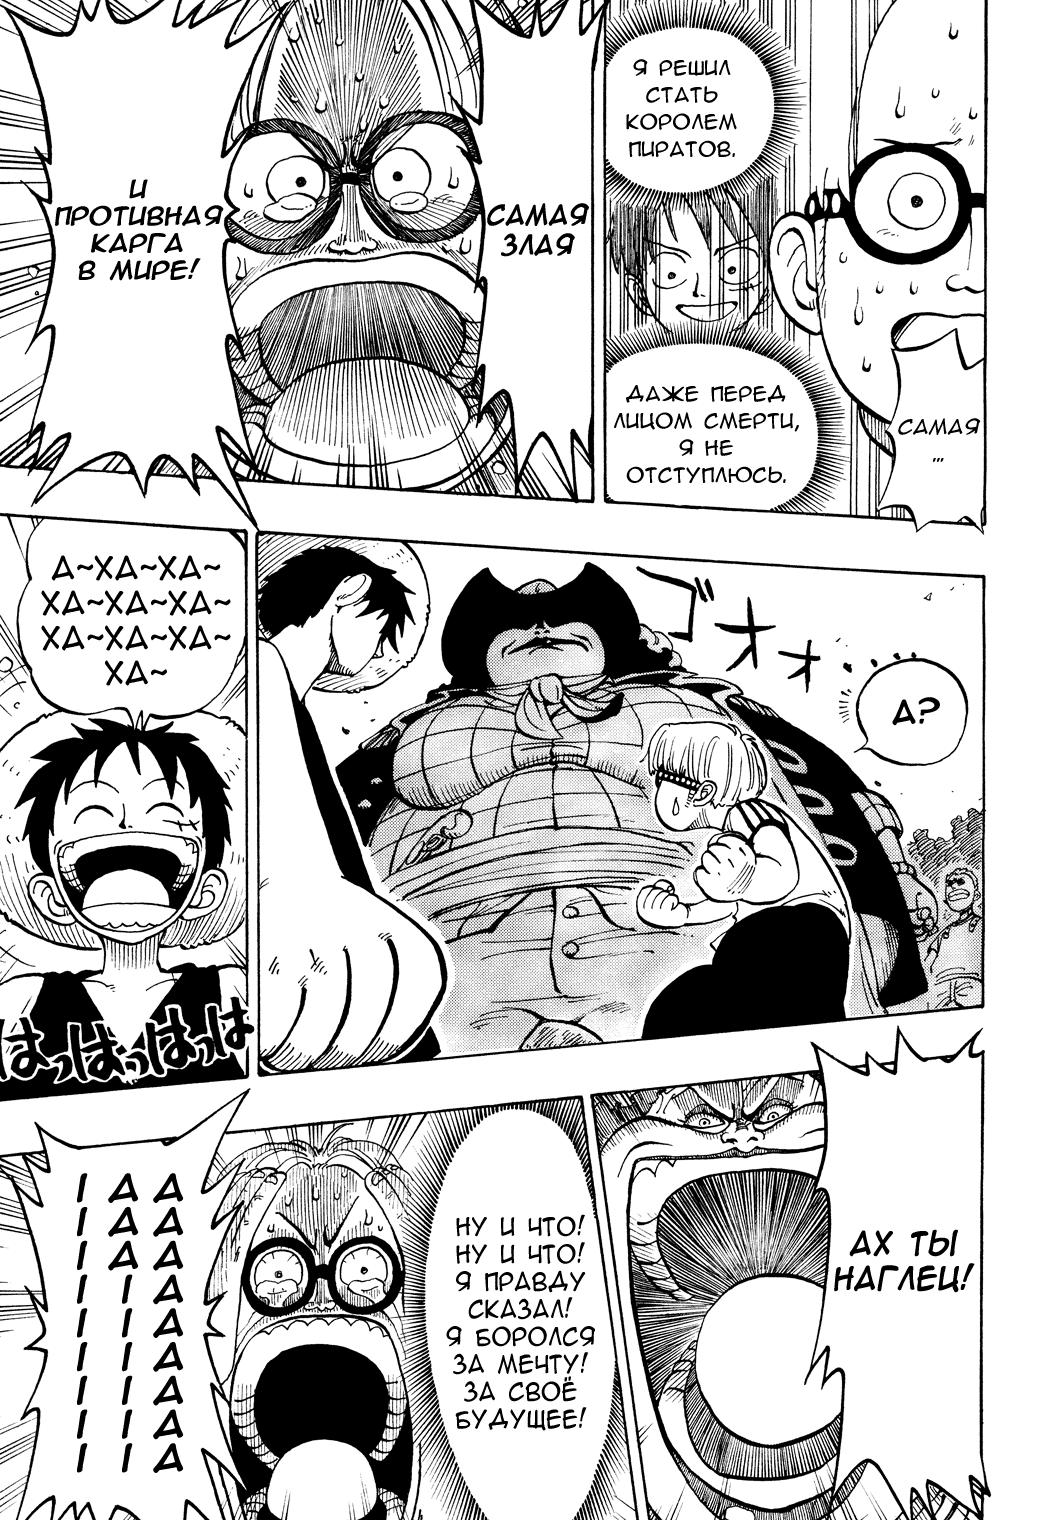 Я РЕШИЛ
СТАТЬ
КОРОЛЕМ
ПИРАТОВ.
ДАЖЕ ПЕРЕД
ЛИЦОМ СМЕРТИ,
Я НЕ
ОТСТУПЛЮСЬ.
САМАЯ
...
САМАЯ
ЗЛАЯ
И
ПРОТИВНАЯ
КАРГА
В МИРЕ!
ゴオオオ
А?
А~ХА~ХА~
ХА~ХА~ХА~
ХА~ХА~ХА~
ХА~
はっはっはっは
АХ ТЫ
НАГЛЕЦ!
НУ И ЧТО!
НУ И ЧТО!
Я ПРАВДУ
СКАЗАЛ!
Я БОРОЛСЯ
ЗА МЕЧТУ!
ЗА СВОЁ
БУДУЩЕЕ!
I А А
I А А
I А А
I I А
I I А
I I А
I I А
I I А